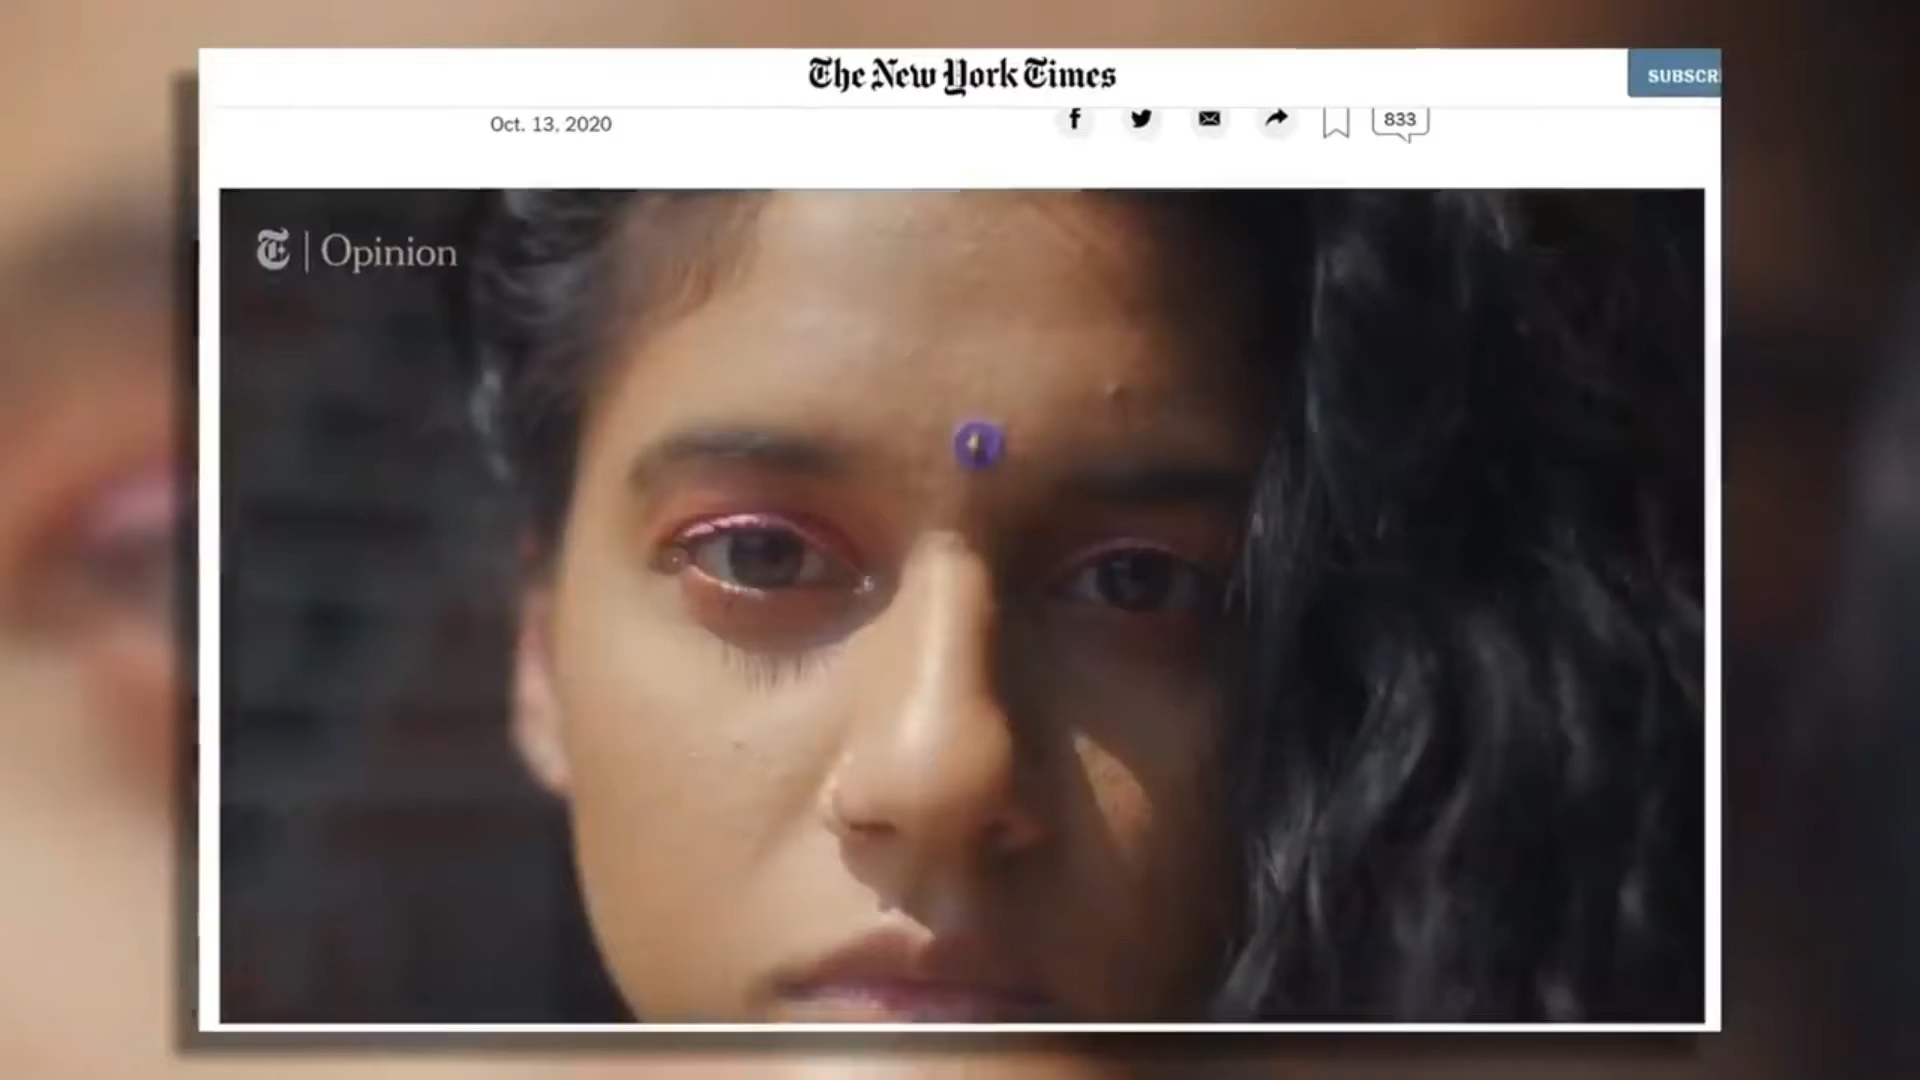 The New York Times
SUBSCR
Oct. 13, 2020
833
T | Opinion